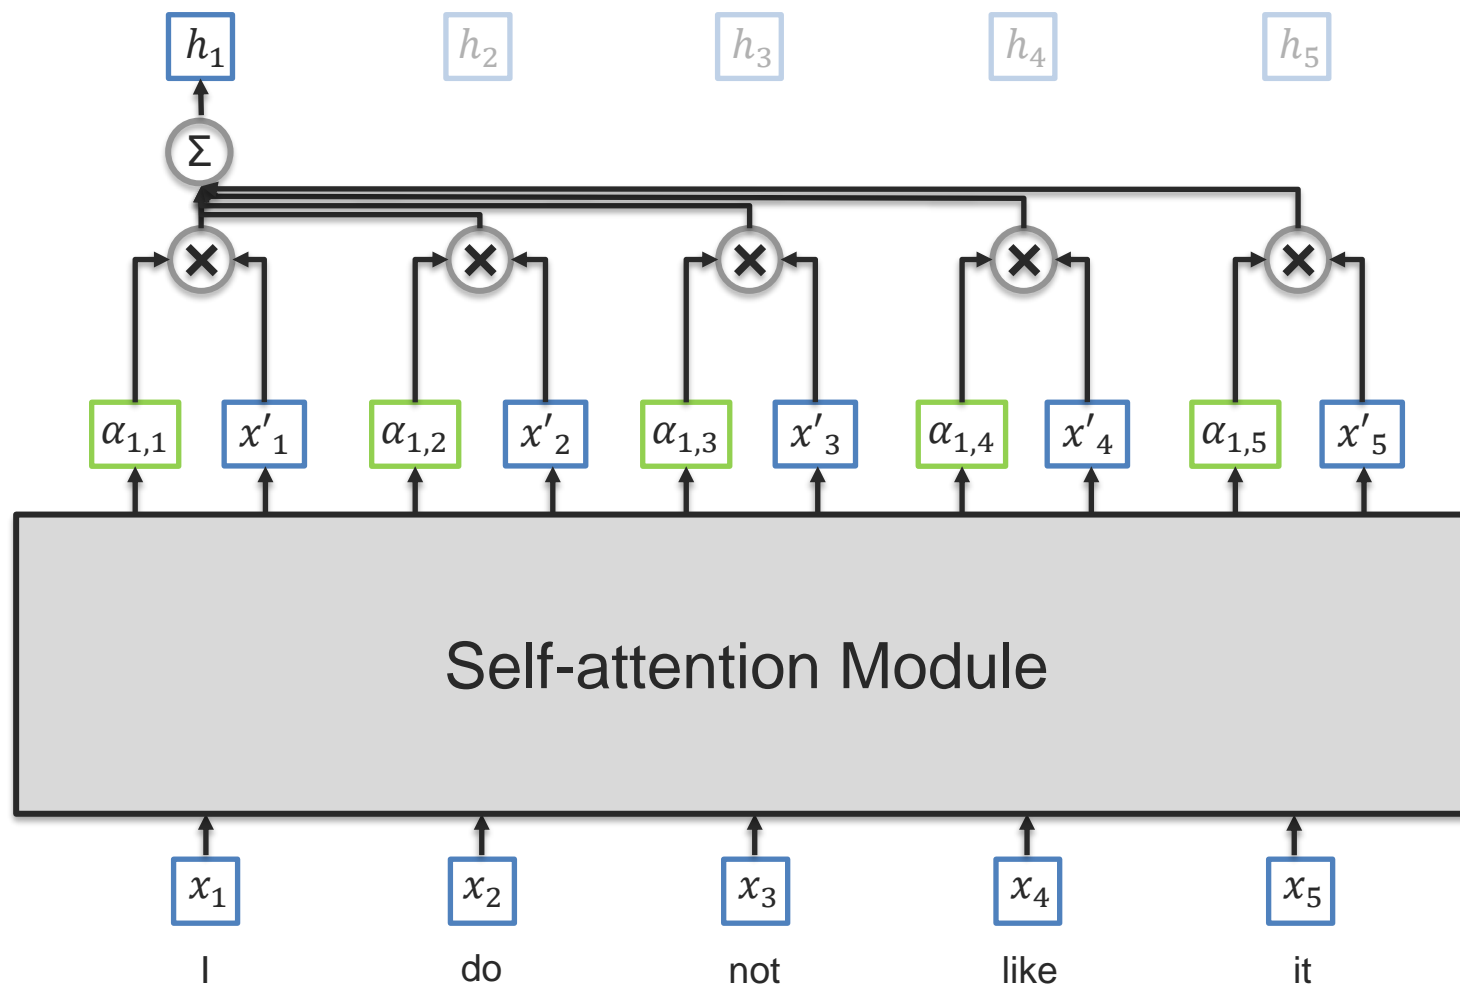 h₁ h₂ h₃ h₄ h₅
Σ
× × × × ×
α₁,₁ x′₁ α₁,₂ x′₂ α₁,₃ x′₃ α₁,₄ x′₄ α₁,₅ x′₅
Self-attention Module
x₁ x₂ x₃ x₄ x₅
I do not like it